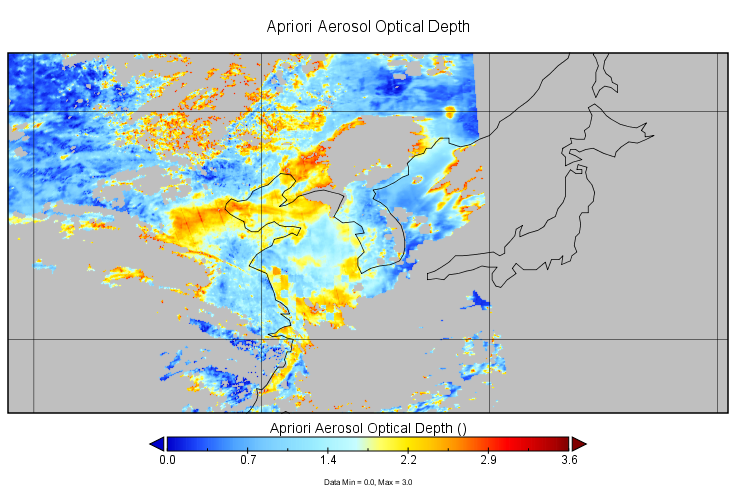 Apriori Aerosol Optical Depth
Apriori Aerosol Optical Depth ()
0.0 0.7 1.4 2.2 2.9 3.6
Data Min = 0.0, Max = 3.0